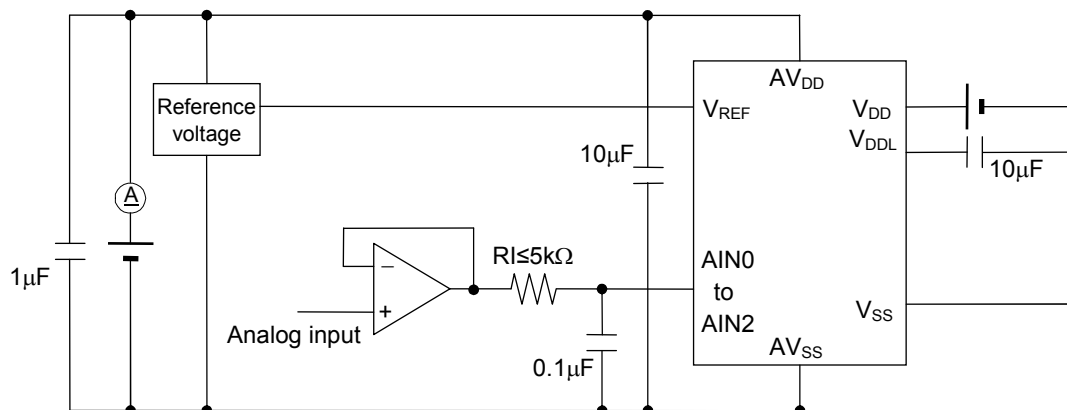 AVDD
Reference
voltage
VREF
VDD
VDDL
10µF
10µF
A
1µF
RI≤5kΩ
AIN0
to
AIN2
−
+
Analog input
VSS
0.1µF
AVSS